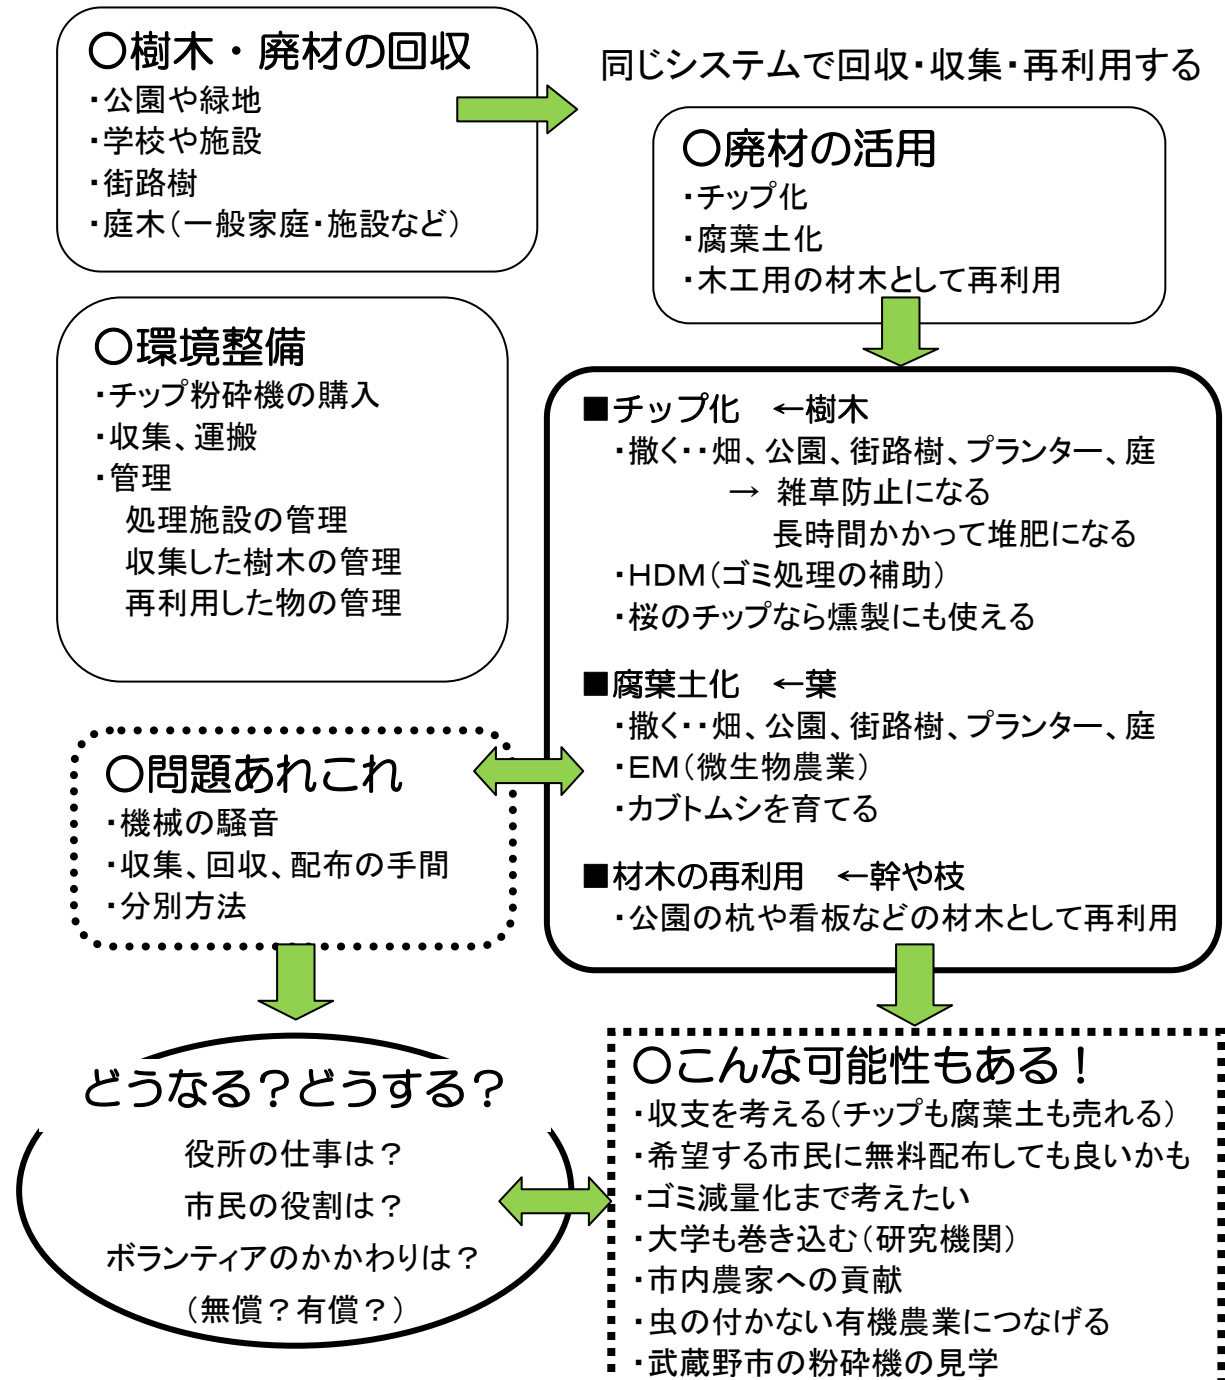 〇樹木・廃材の回収
・公園や緑地
・学校や施設
・街路樹
・庭木(一般家庭・施設など)
同じシステムで回収・収集・再利用する
〇廃材の活用
・チップ化
・腐葉土化
・木工用の材木として再利用
〇環境整備
・チップ粉砕機の購入
・収集、運搬
・管理
処理施設の管理
収集した樹木の管理
再利用した物の管理
■チップ化 ←樹木
・撒く・・畑、公園、街路樹、プランター、庭
→ 雑草防止になる
長時間かかって堆肥になる
・HDM(ゴミ処理の補助)
・桜のチップなら燻製にも使える
■腐葉土化 ←葉
・撒く・・畑、公園、街路樹、プランター、庭
・EM(微生物農業)
・カブトムシを育てる
■材木の再利用 ←幹や枝
・公園の杭や看板などの材木として再利用
〇問題あれこれ
・機械の騒音
・収集、回収、配布の手間
・分別方法
どうなる?どうする?
役所の仕事は?
市民の役割は?
ボランティアのかかわりは?
(無償?有償?)
〇こんな可能性もある!
・収支を考える(チップも腐葉土も売れる)
・希望する市民に無料配布しても良いかも
・ゴミ減量化まで考えたい
・大学も巻き込む(研究機関)
・市内農家への貢献
・虫の付かない有機農業につなげる
・武蔵野市の粉砕機の見学